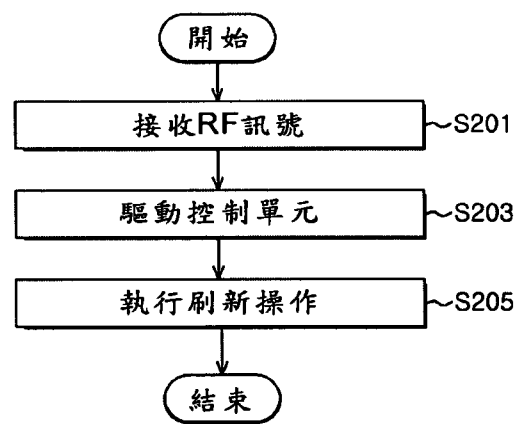 開始
接收RF訊號
S201
驅動控制單元
S203
執行刷新操作
S205
結束